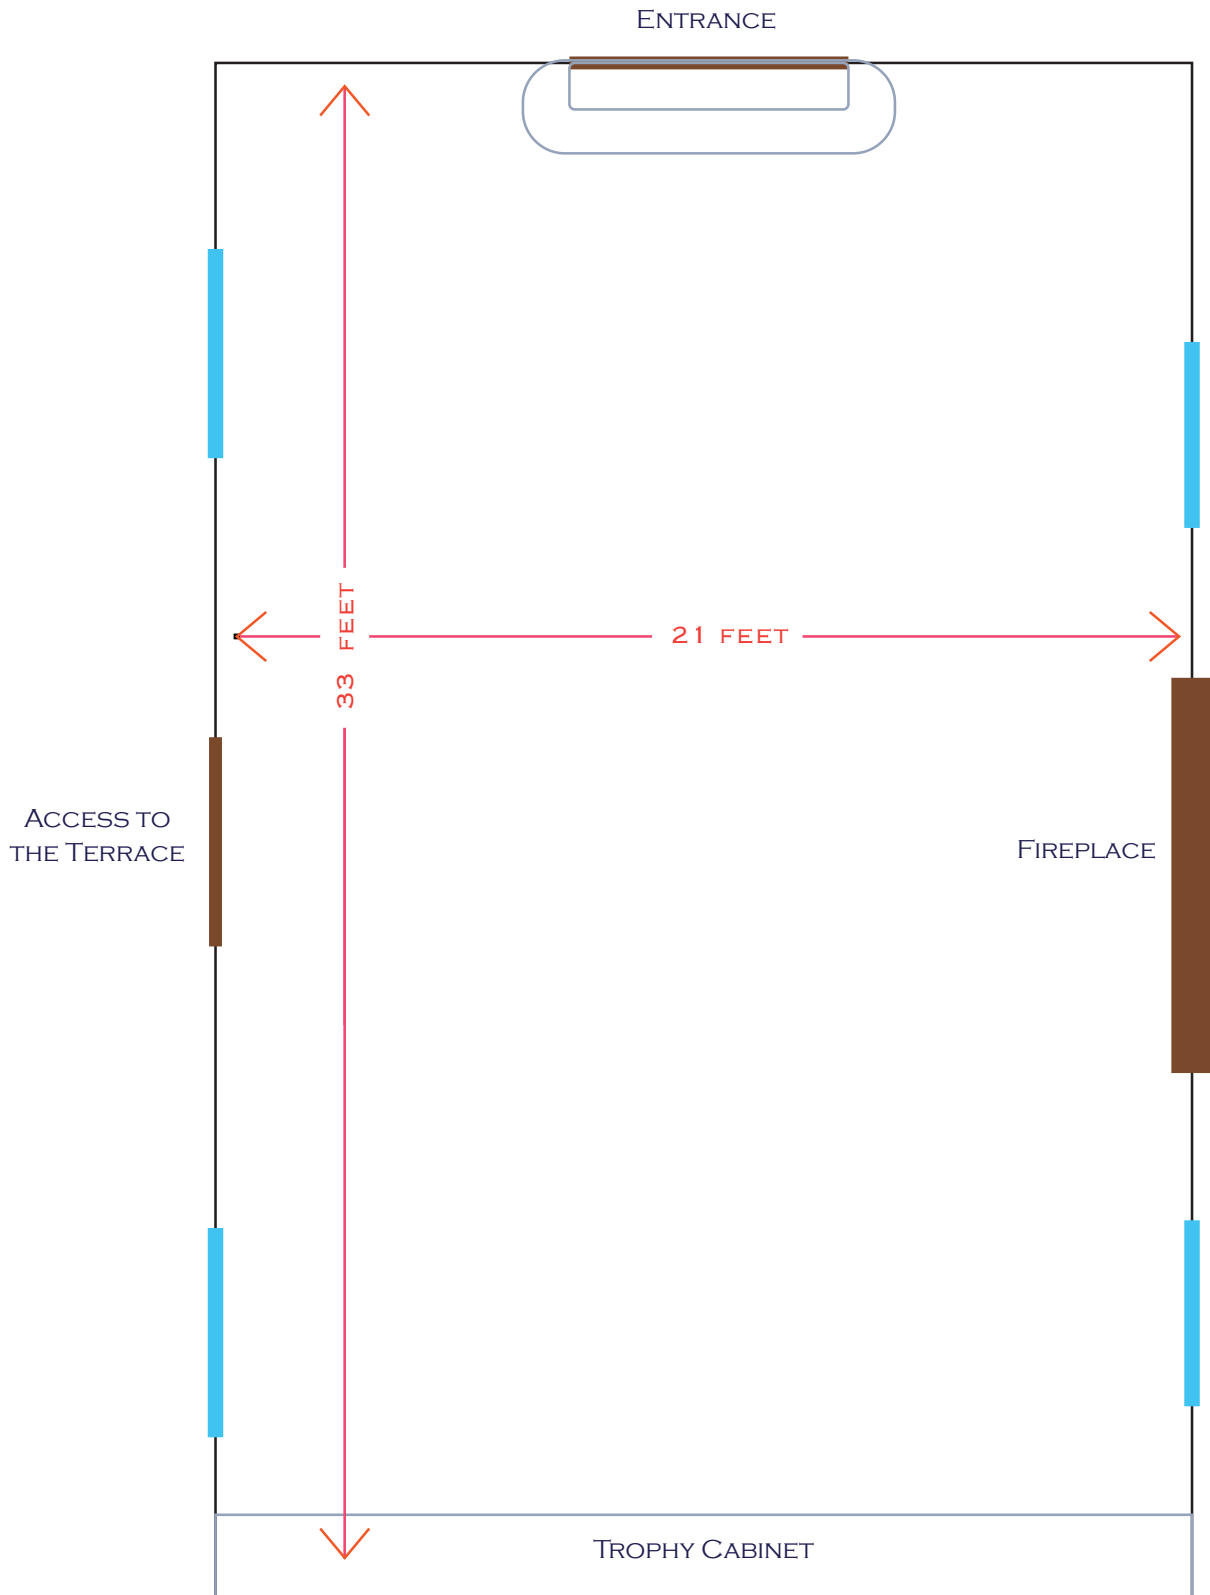 Entrance
33 feet
21 feet
Access to
the Terrace
Fireplace
Trophy Cabinet